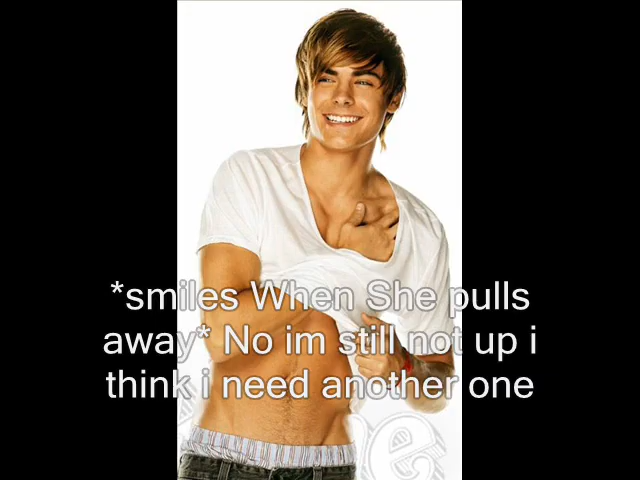 *smiles When She pulls
away* No im still not up i
think i need another one